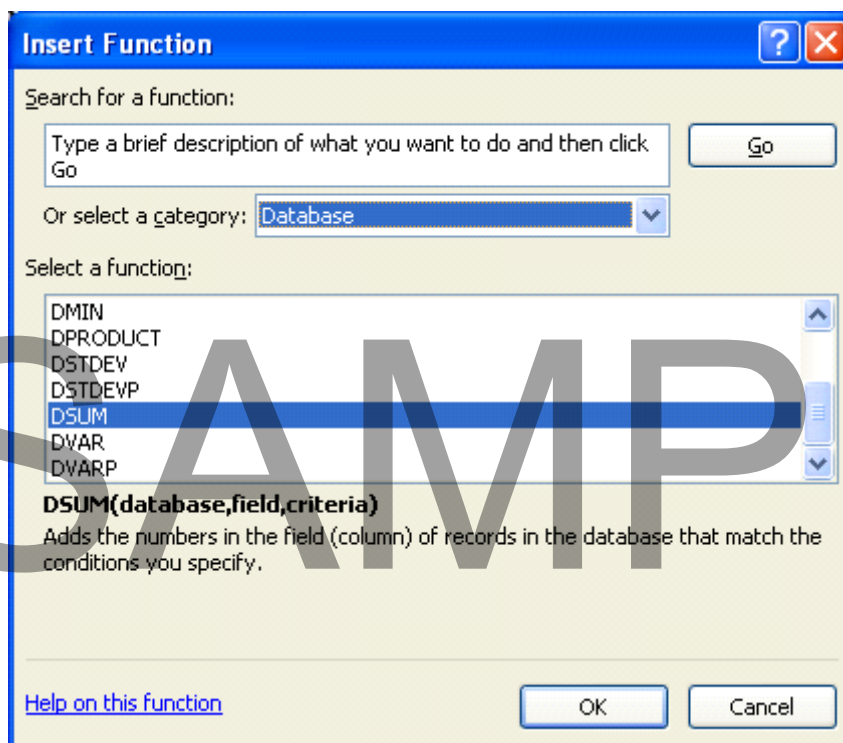 Insert Function
Search for a function:
Type a brief description of what you want to do and then click
Go
Go
Or select a category: Database
Select a function:
DMIN
DPRODUCT
DSTDEV
DSTDEVP
DSUM
DVAR
DVARP
SAMP
DSUM(database,field,criteria)
Adds the numbers in the field (column) of records in the database that match the
conditions you specify.
Help on this function
OK
Cancel